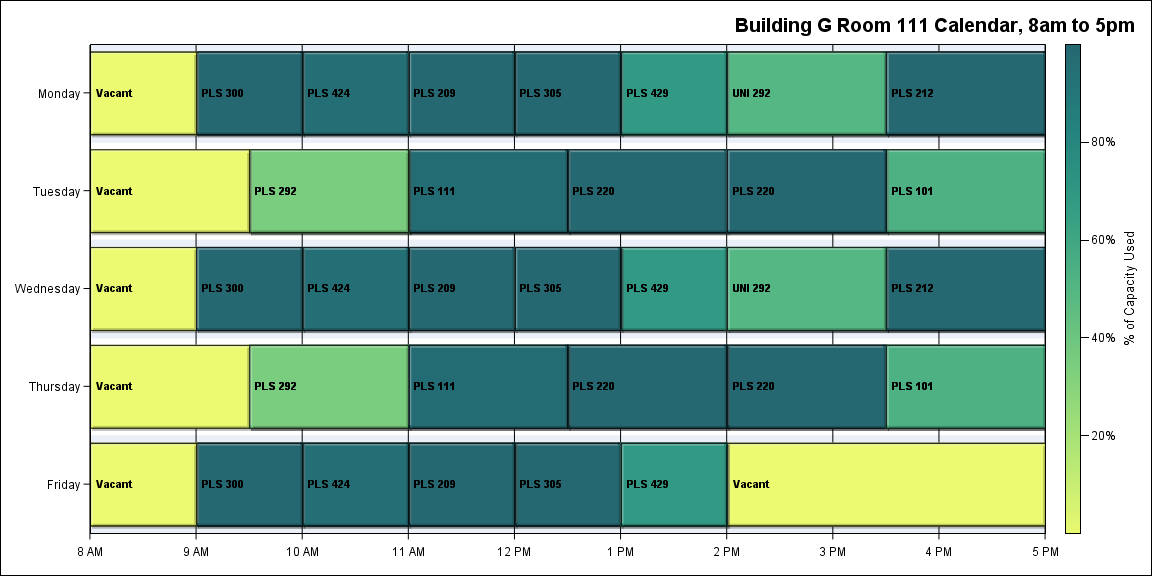 Building G Room 111 Calendar, 8am to 5pm
Monday
Vacant
PLS 300
PLS 424
PLS 209
PLS 305
PLS 429
UNI 292
PLS 212
Tuesday
Vacant
PLS 292
PLS 111
PLS 220
PLS 220
PLS 101
Wednesday
Vacant
PLS 300
PLS 424
PLS 209
PLS 305
PLS 429
UNI 292
PLS 212
Thursday
Vacant
PLS 292
PLS 111
PLS 220
PLS 220
PLS 101
Friday
Vacant
PLS 300
PLS 424
PLS 209
PLS 305
PLS 429
Vacant
8 AM
9 AM
10 AM
11 AM
12 PM
1 PM
2 PM
3 PM
4 PM
5 PM
80%
60%
40%
20%
% of Capacity Used